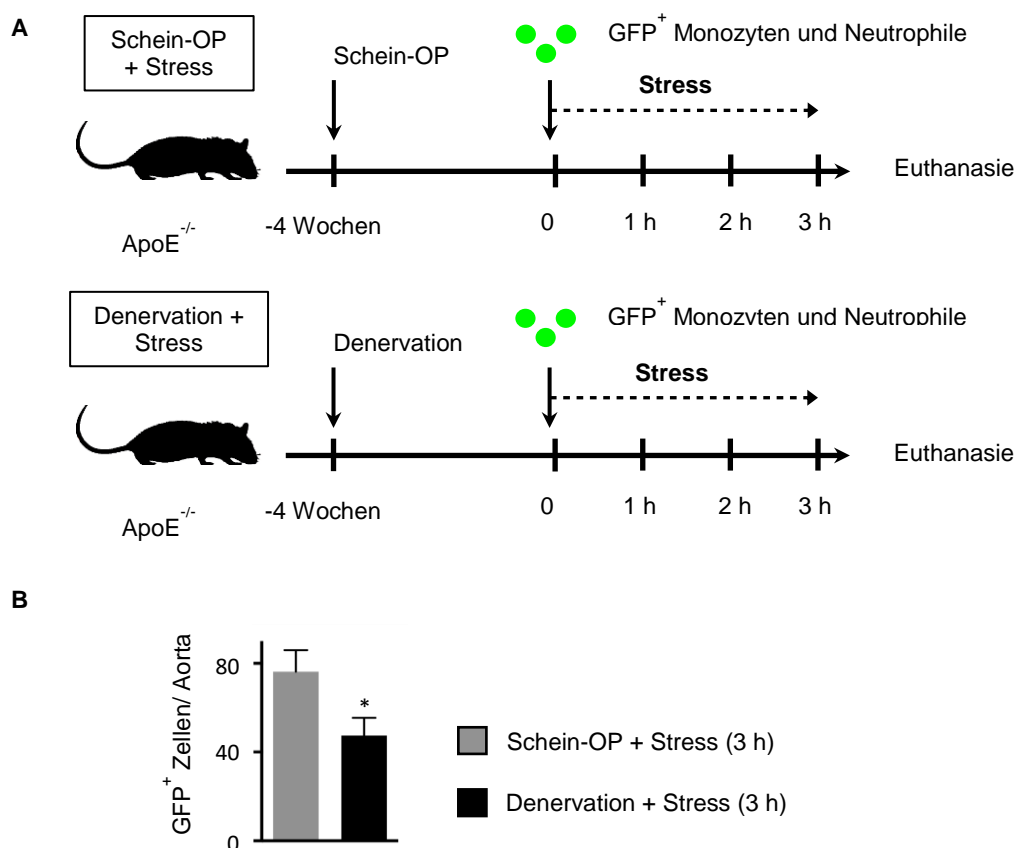 A
Schein-OP
+ Stress
Schein-OP
GFP+ Monozyten und Neutrophile
Stress
Euthanasie
ApoE-/-
-4 Wochen
0
1 h
2 h
3 h
Denervation +
Stress
Denervation
GFP+ Monozyten und Neutrophile
Stress
Euthanasie
ApoE-/-
-4 Wochen
0
1 h
2 h
3 h
B
GFP+ Zellen/ Aorta
80
40
0
*
Schein-OP + Stress (3 h)
Denervation + Stress (3 h)